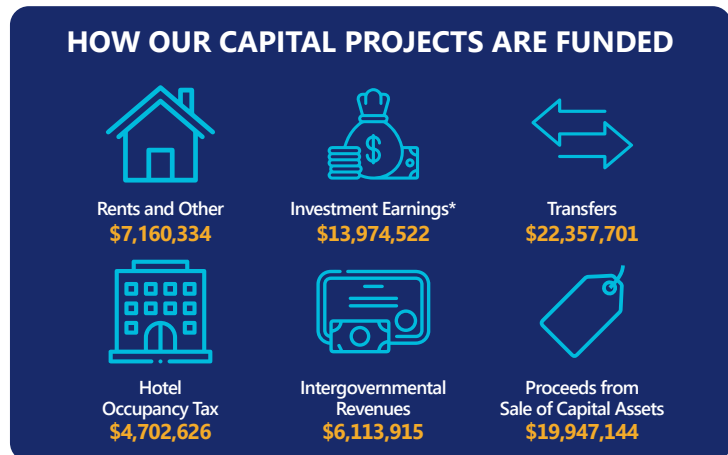 HOW OUR CAPITAL PROJECTS ARE FUNDED
$
Rents and Other
$7,160,334
Investment Earnings*
$13,974,522
Transfers
$22,357,701
Hotel
Occupancy Tax
$4,702,626
Intergovernmental
Revenues
$6,113,915
Proceeds from
Sale of Capital Assets
$19,947,144